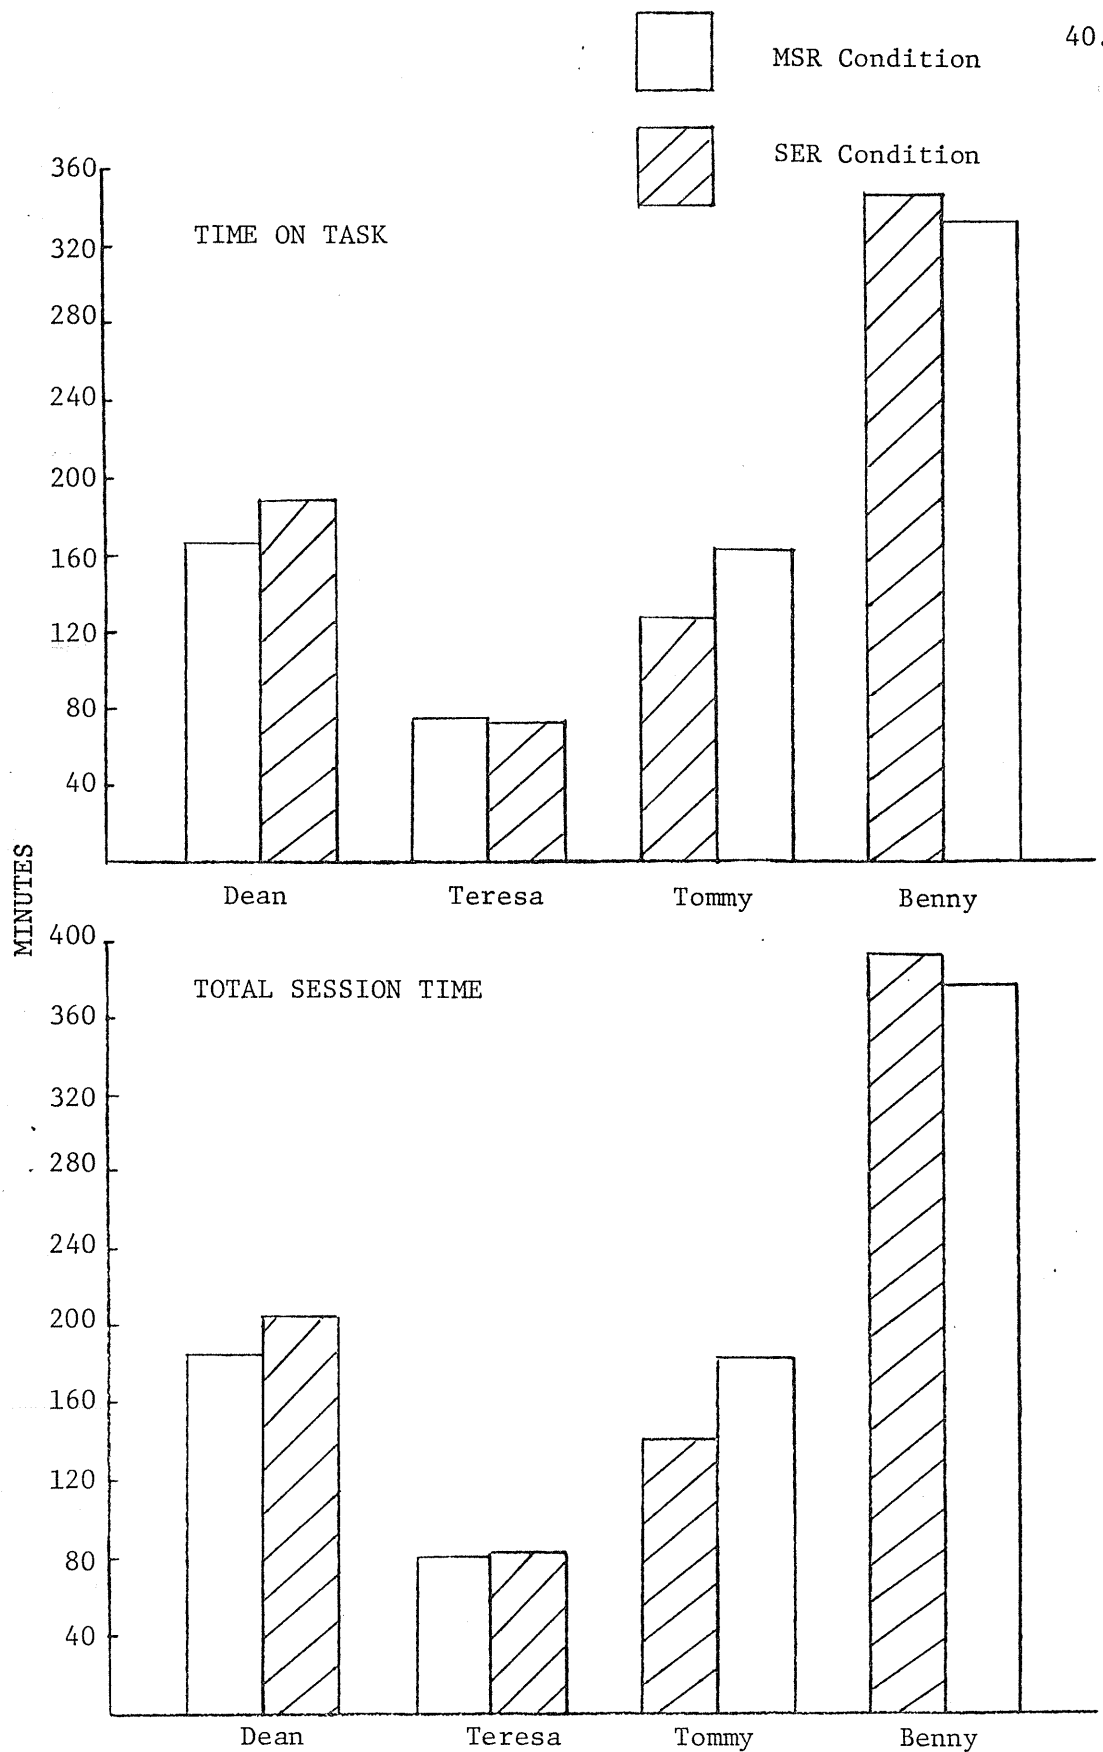 40.
MSR Condition
SER Condition
TIME ON TASK
360
320
280
240
200
160
120
80
40
Dean Teresa Tommy Benny
MINUTES
TOTAL SESSION TIME
400
360
320
280
240
200
160
120
80
40
Dean Teresa Tommy Benny